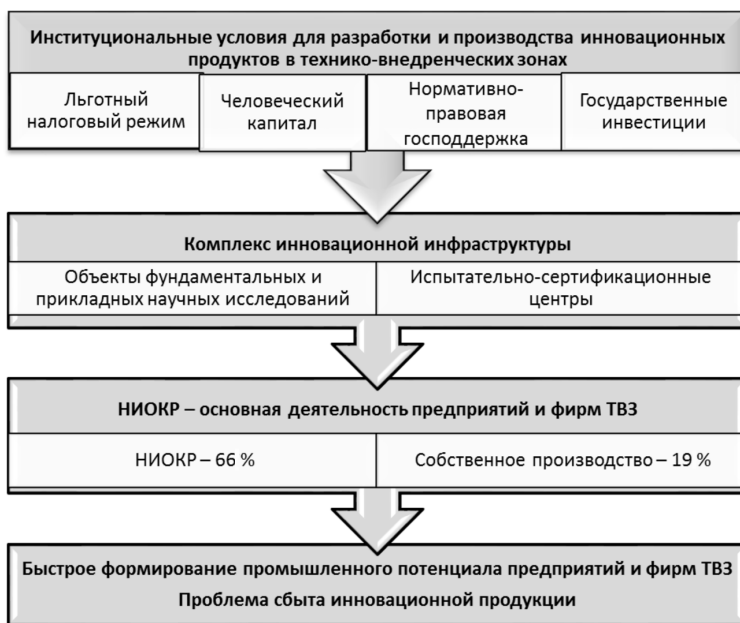 Институциональные условия для разработки и производства инновационных
продуктов в технико-внедренческих зонах
Льготный
налоговый режим
Человеческий
капитал
Нормативно-
правовая
господдержка
Государственные
инвестиции
Комплекс инновационной инфраструктуры
Объекты фундаментальных и
прикладных научных исследований
Испытательно-сертификационные
центры
НИОКР – основная деятельность предприятий и фирм ТВЗ
НИОКР – 66 %
Собственное производство – 19 %
Быстрое формирование промышленного потенциала предприятий и фирм ТВЗ
Проблема сбыта инновационной продукции